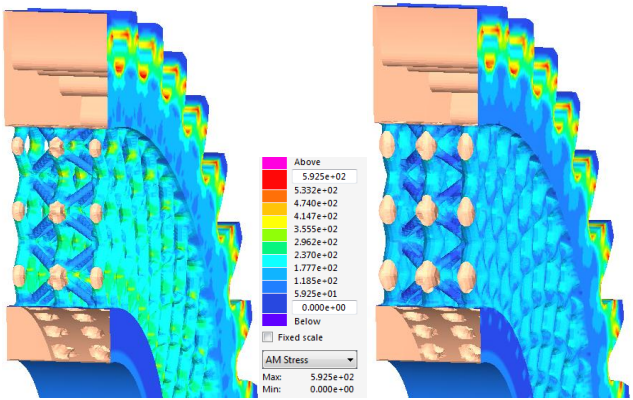 Above
5.925e+02
5.332e+02
4.740e+02
4.147e+02
3.555e+02
2.962e+02
2.370e+02
1.777e+02
1.185e+02
5.925e+01
0.000e+00
Below
Fixed scale
AM Stress
Max: 5.925e+02
Min: 0.000e+00